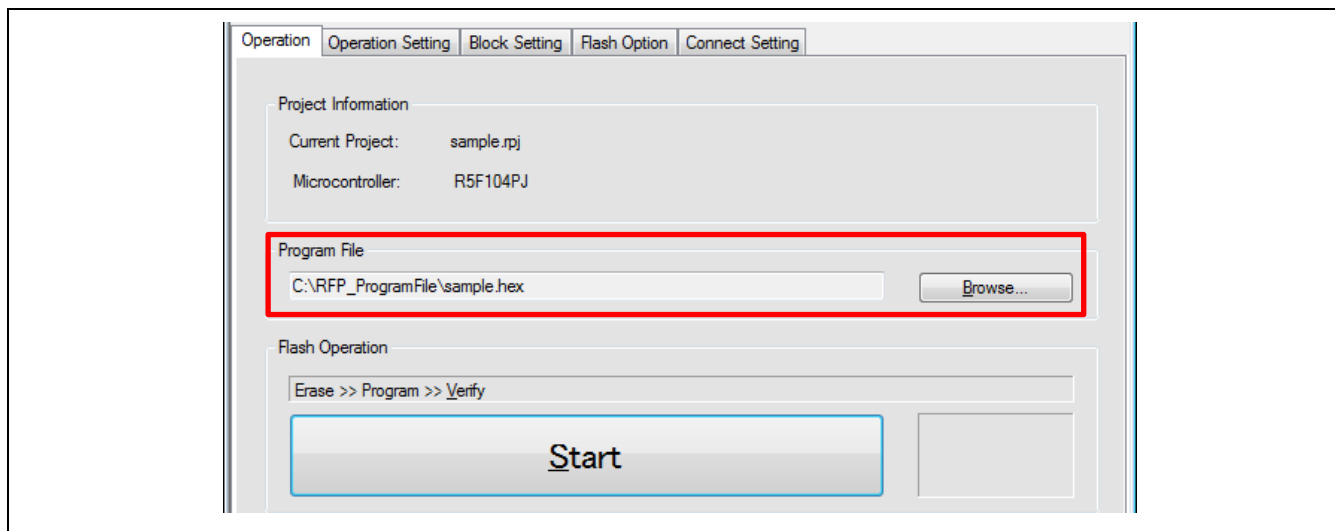 Operation Operation Setting Block Setting Flash Option Connect Setting
Project Information
Current Project: sample.rpj
Microcontroller: R5F104PJ
Program File
C:\RFP_ProgramFile\sample.hex Browse...
Flash Operation
Erase >> Program >> Verify
Start